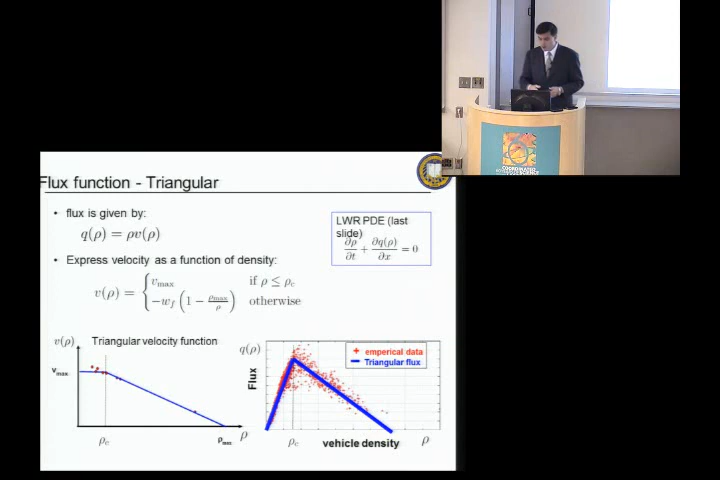 COORDINATED SCIENCE
Flux function - Triangular
• flux is given by:
q(ρ) = ρv(ρ)
LWR PDE (last slide)
∂ρ/∂t + ∂q(ρ)/∂x = 0
• Express velocity as a function of density:
v(ρ) = { v_max if ρ ≤ ρ_c
-w_f (1 - ρ_max/ρ) otherwise
v(ρ) Triangular velocity function
v_max
ρ_c
ρ
q(ρ)
Flux
emperical data
Triangular flux
ρ_c vehicle density ρ